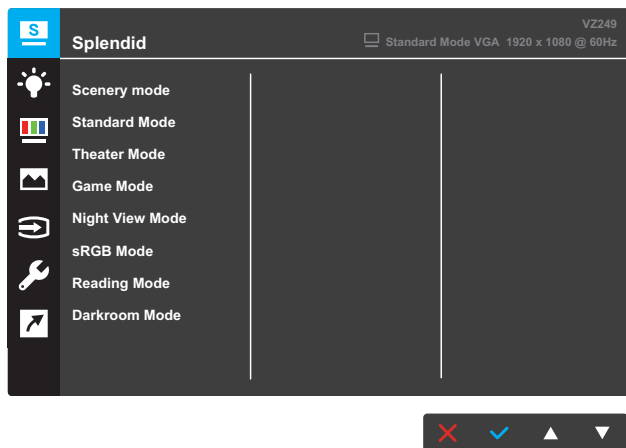 S
VZ249
Splendid
Standard Mode VGA 1920 x 1080 @ 60Hz
Scenery mode
Standard Mode
Theater Mode
Game Mode
Night View Mode
sRGB Mode
Reading Mode
Darkroom Mode